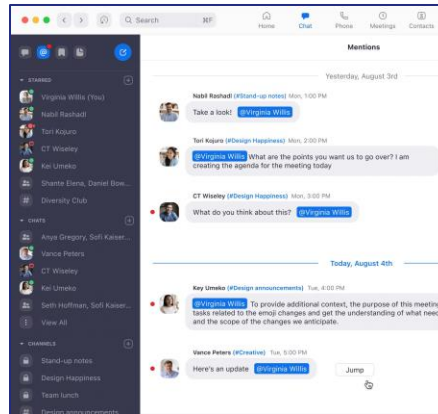 Search
⌘F
Home
Chat
Phone
Meetings
Contacts
Mentions
STARRED
Virginia Willis (You)
Nabil Rashadi
Tori Kojuro
CT Wiseley
Kei Umeko
Shante Elena, Daniel Bow...
Diversity Club
CHATS
Anya Gregory, Sofi Kaiser...
Vance Peters
CT Wiseley
Kei Umeko
Seth Hoffman, Sofi Kaiser...
View All
CHANNELS
Stand-up notes
Design Happiness
Team lunch
Design announcements
Yesterday, August 3rd
Nabil Rashadi (#Stand-up notes) Mon, 1:00 PM
Take a look! @Virginia Willis
Tori Kojuro (#Design Happiness) Mon, 2:00 PM
@Virginia Willis What are the points you want us to go over? I am
creating the agenda for the meeting today
CT Wiseley (#Design Happiness) Mon, 3:00 PM
What do you think about this? @Virginia Willis
Today, August 4th
Key Umeko (#Design announcements) Tue, 4:00 PM
@Virginia Willis To provide additional context, the purpose of this meeting
tasks related to the emoji changes and get the understanding of what need
and the scope of the changes we anticipate.
Vance Peters (#Creative) Tue, 5:00 PM
Here's an update @Virginia Willis
Jump